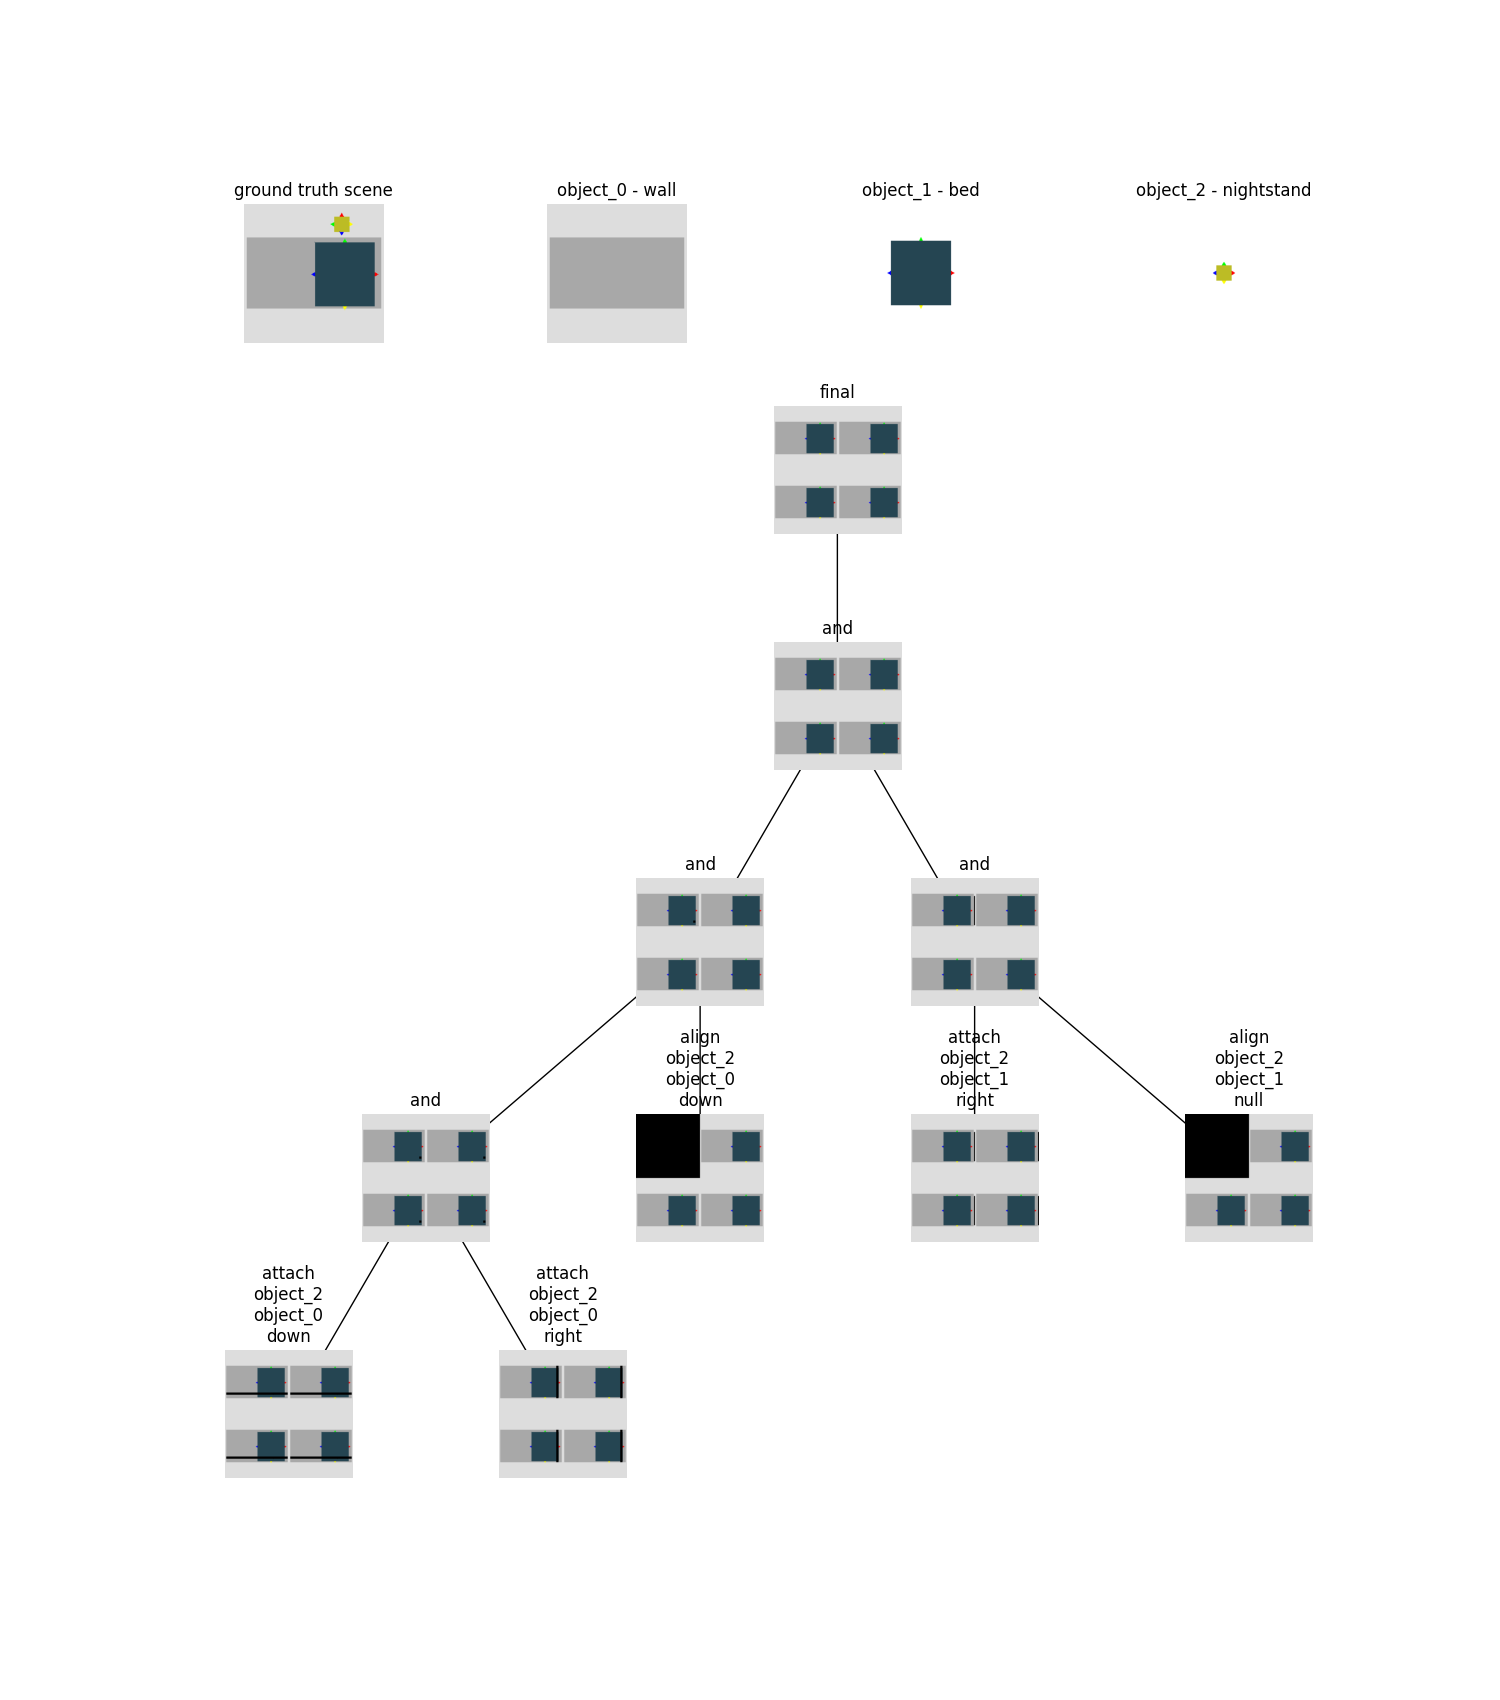 ground truth scene
object_0 - wall
object_1 - bed
object_2 - nightstand
final
and
and
and
and
align
object_2
object_0
down
attach
object_2
object_1
right
align
object_2
object_1
null
attach
object_2
object_0
down
attach
object_2
object_0
right